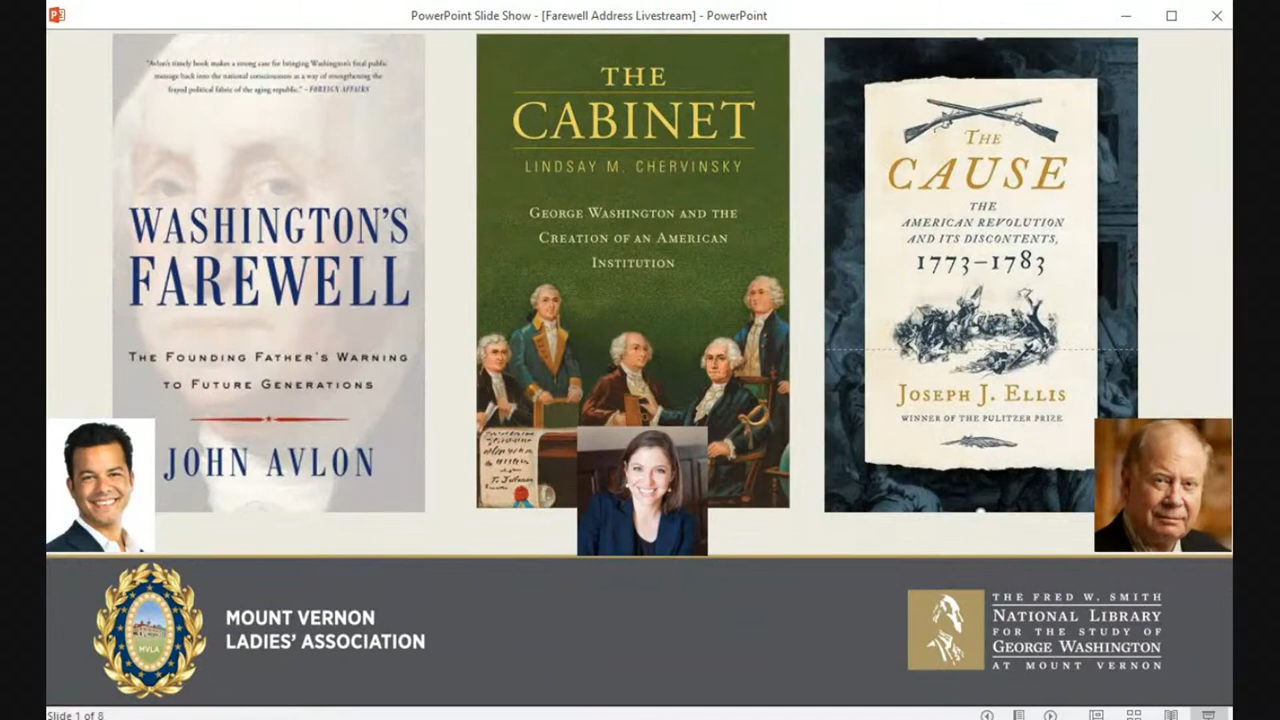 PowerPoint Slide Show - [Farewell Address Livestream] - PowerPoint
"Avlon's timely book makes a strong case for bringing Washington's final public
message back into the national consciousness as a way of strengthening the
frayed political fabric of the aging republic." –FOREIGN AFFAIRS
WASHINGTON'S
FAREWELL
THE FOUNDING FATHER'S WARNING
TO FUTURE GENERATIONS
JOHN AVLON
THE
CABINET
LINDSAY M. CHERVINSKY
GEORGE WASHINGTON AND THE
CREATION OF AN AMERICAN
INSTITUTION
THE
CAUSE
THE
AMERICAN REVOLUTION
AND ITS DISCONTENTS,
1773–1783
JOSEPH J. ELLIS
WINNER OF THE PULITZER PRIZE
MVLA
MOUNT VERNON
LADIES' ASSOCIATION
THE FRED W. SMITH
NATIONAL LIBRARY
FOR THE STUDY OF
GEORGE WASHINGTON
AT MOUNT VERNON
Slide 1 of 8